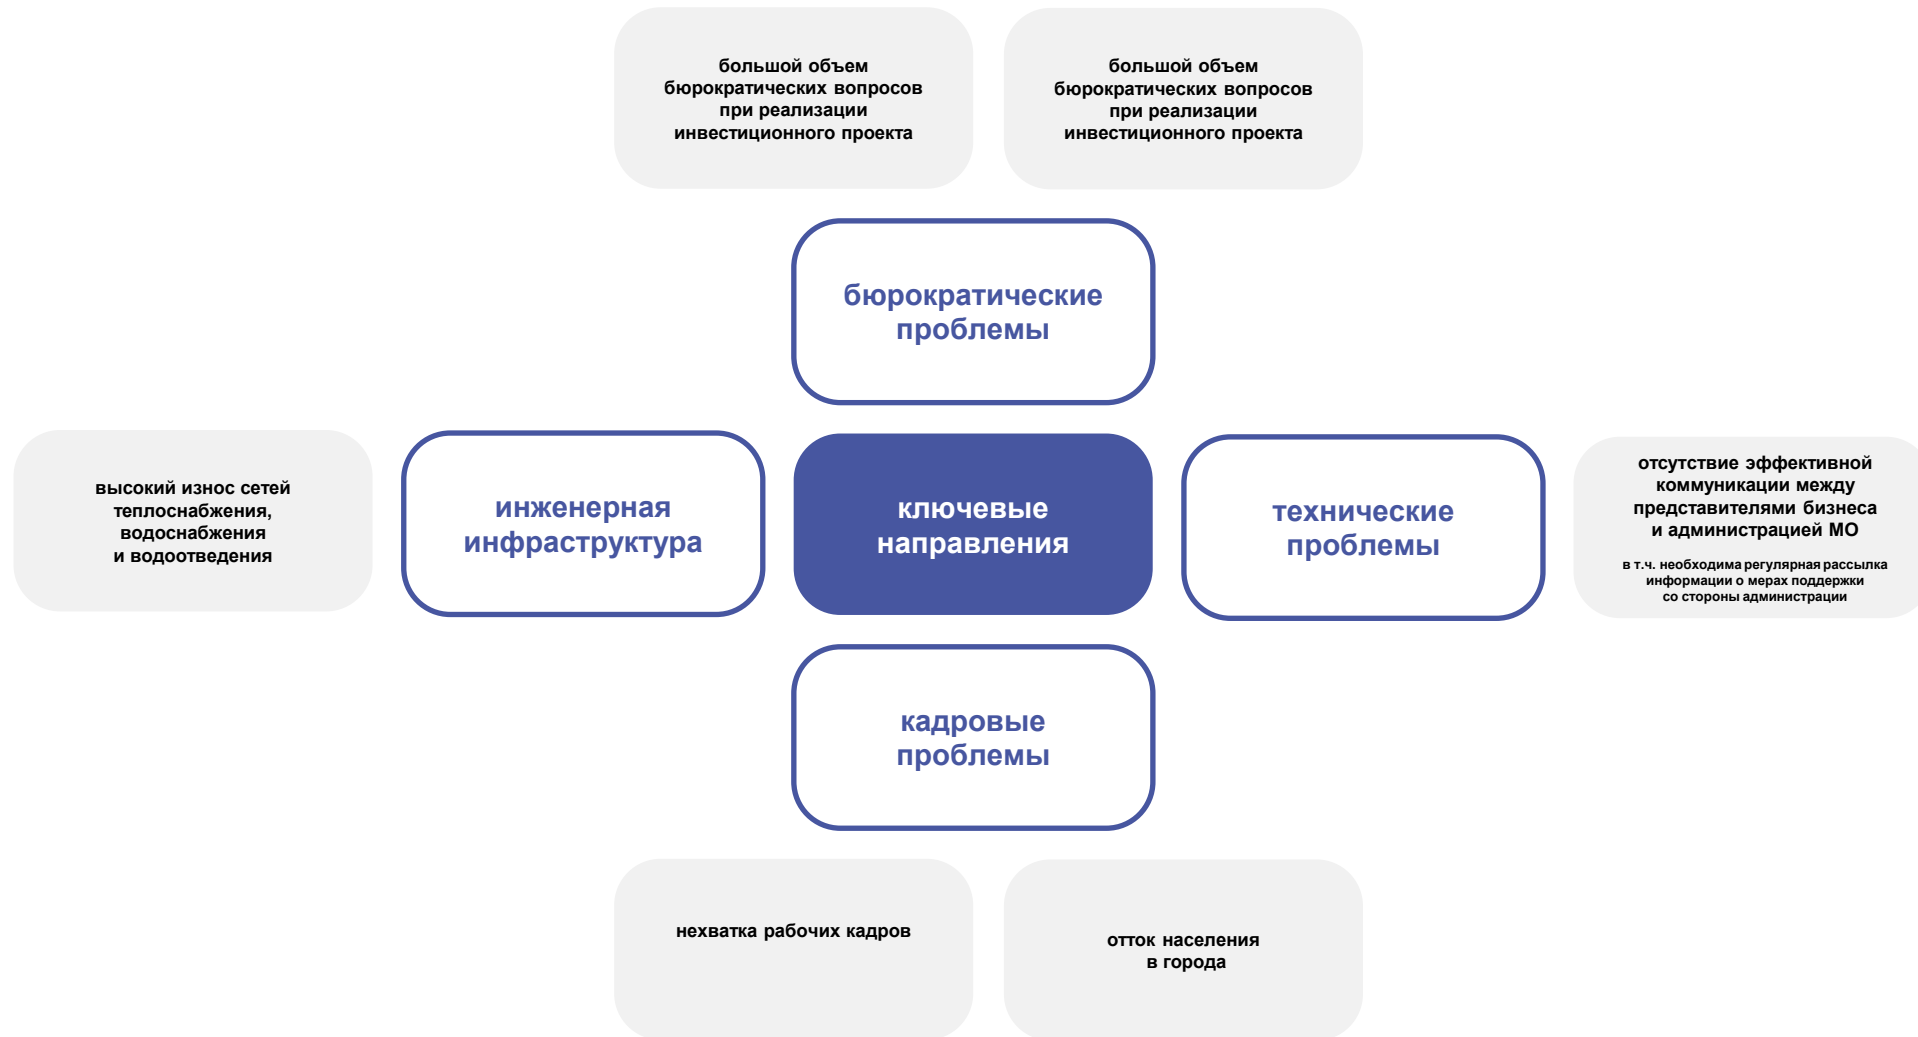 большой объем
бюрократических вопросов
при реализации
инвестиционного проекта
большой объем
бюрократических вопросов
при реализации
инвестиционного проекта
бюрократические
проблемы
высокий износ сетей
теплоснабжения,
водоснабжения
и водоотведения
инженерная
инфраструктура
ключевые
направления
технические
проблемы
отсутствие эффективной
коммуникации между
представителями бизнеса
и администрацией МО
в т.ч. необходима регулярная рассылка
информации о мерах поддержки
со стороны администрации
кадровые
проблемы
нехватка рабочих кадров
отток населения
в города